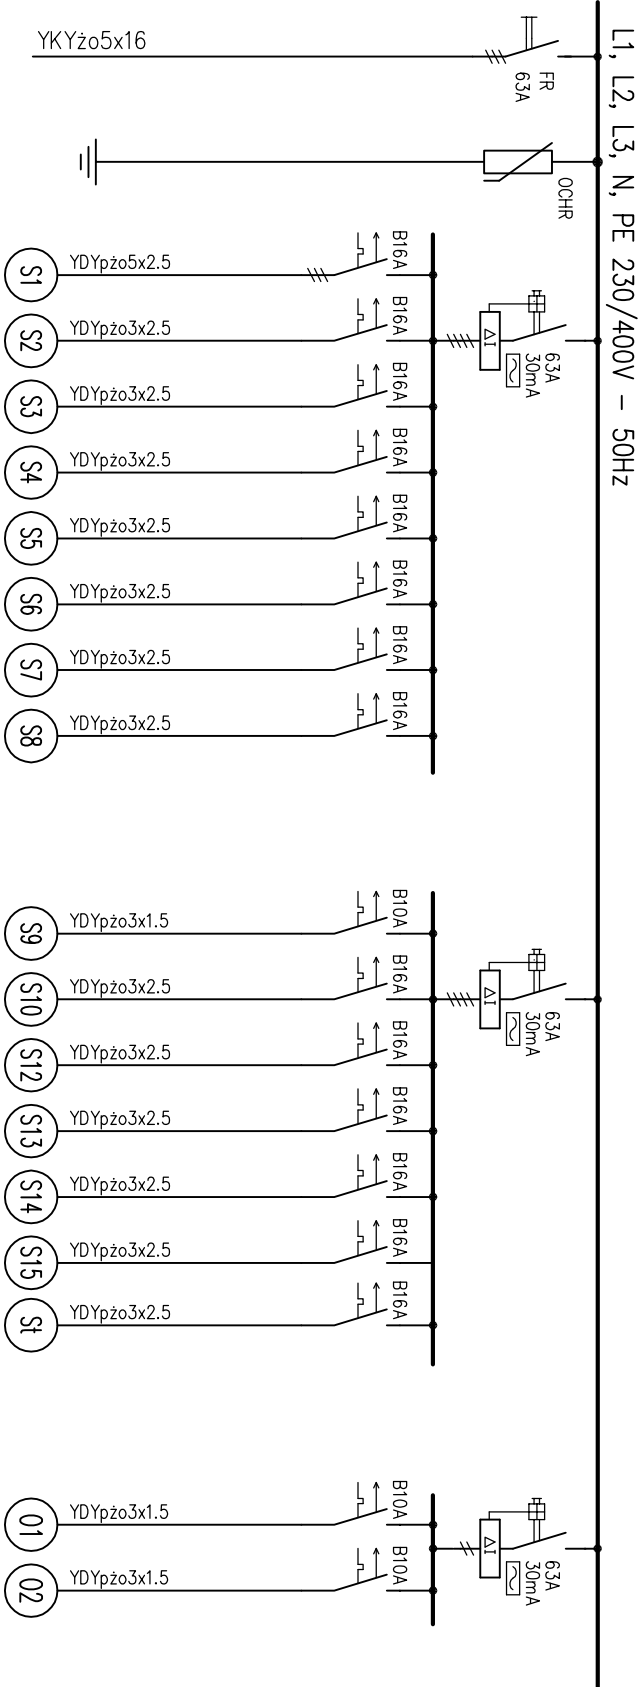 L1, L2, L3, N, PE 230/400V - 50Hz
YKYżo5x16
FR
63A
OCHR
63A
30mA
ΔI
B16A
YDYpżo5x2.5
S1
B16A
YDYpżo3x2.5
S2
B16A
YDYpżo3x2.5
S3
B16A
YDYpżo3x2.5
S4
B16A
YDYpżo3x2.5
S5
B16A
YDYpżo3x2.5
S6
B16A
YDYpżo3x2.5
S7
B16A
YDYpżo3x2.5
S8
63A
30mA
ΔI
B10A
YDYpżo3x1.5
S9
B16A
YDYpżo3x2.5
S10
B16A
YDYpżo3x2.5
S12
B16A
YDYpżo3x2.5
S13
B16A
YDYpżo3x2.5
S14
B16A
YDYpżo3x2.5
S15
B16A
YDYpżo3x2.5
St
63A
30mA
ΔI
B10A
YDYpżo3x1.5
O1
B10A
YDYpżo3x1.5
O2